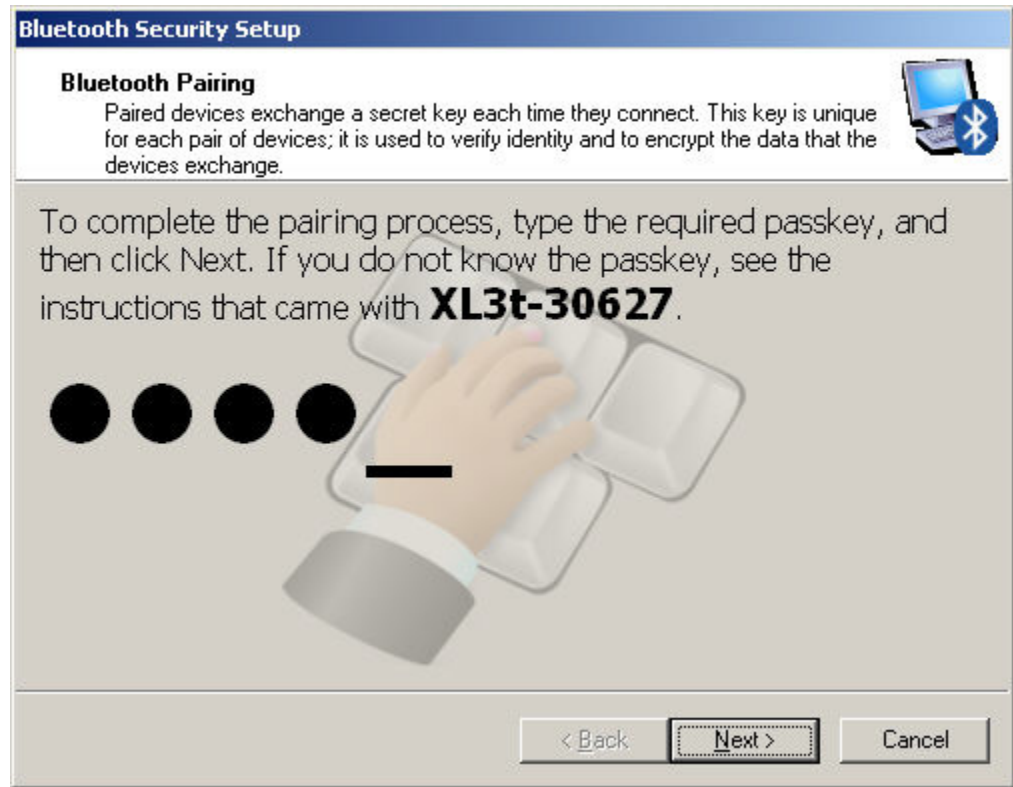 Bluetooth Security Setup
Bluetooth Pairing
Paired devices exchange a secret key each time they connect. This key is unique
for each pair of devices; it is used to verify identity and to encrypt the data that the
devices exchange.
To complete the pairing process, type the required passkey, and
then click Next. If you do not know the passkey, see the
instructions that came with XL3t-30627.
< Back
Next >
Cancel